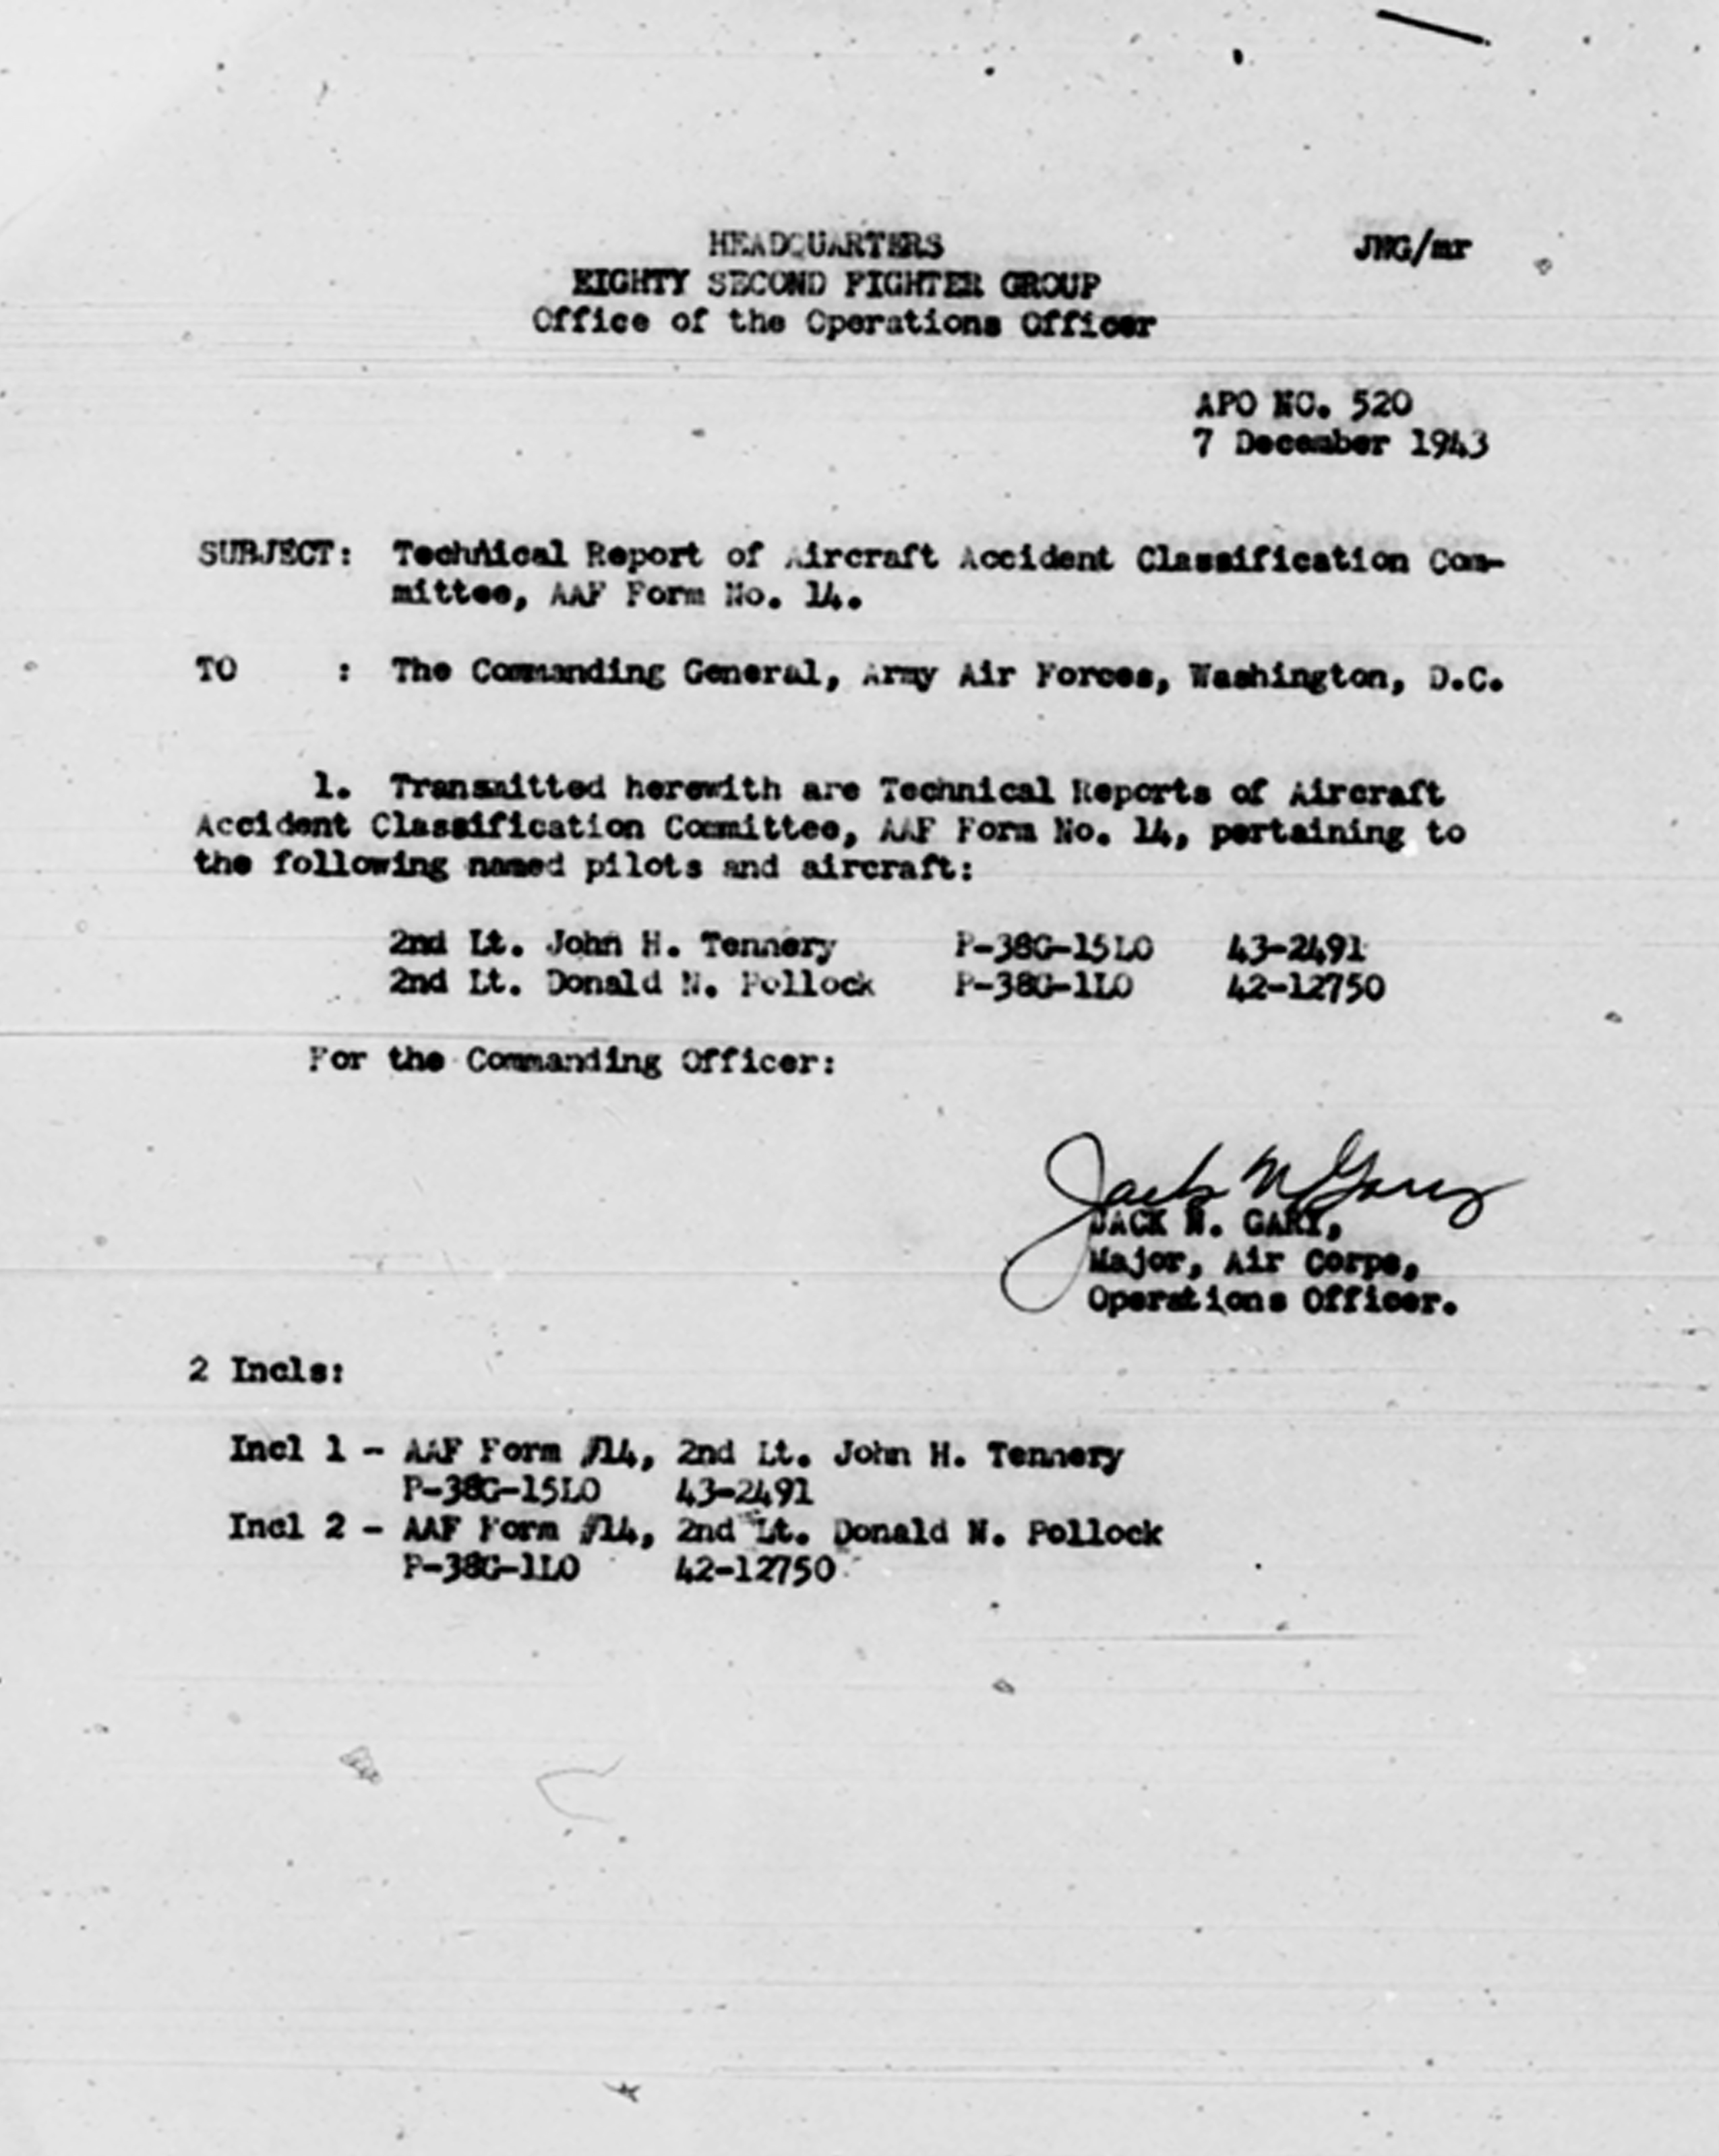 HEADQUARTERS JNG/mr
EIGHTY SECOND FIGHTER GROUP
Office of the Operations Officer
APO NO. 520
7 December 1943
SUBJECT: Technical Report of Aircraft Accident Classification Com-
mittee, AAF Form No. 14.
TO : The Commanding General, Army Air Forces, Washington, D.C.
1. Transmitted herewith are Technical Reports of Aircraft
Accident Classification Committee, AAF Form No. 14, pertaining to
the following named pilots and aircraft:
2nd Lt. John H. Tennery P-38G-15LO 43-2491
2nd Lt. Donald N. Pollock P-38G-1LO 42-12750
For the Commanding Officer:
Jack N Gary
JACK N. GARY,
Major, Air Corps,
Operations Officer.
2 Incls:
Incl 1 - AAF Form #14, 2nd Lt. John H. Tennery
P-38G-15LO 43-2491
Incl 2 - AAF Form #14, 2nd Lt. Donald N. Pollock
P-38G-1LO 42-12750